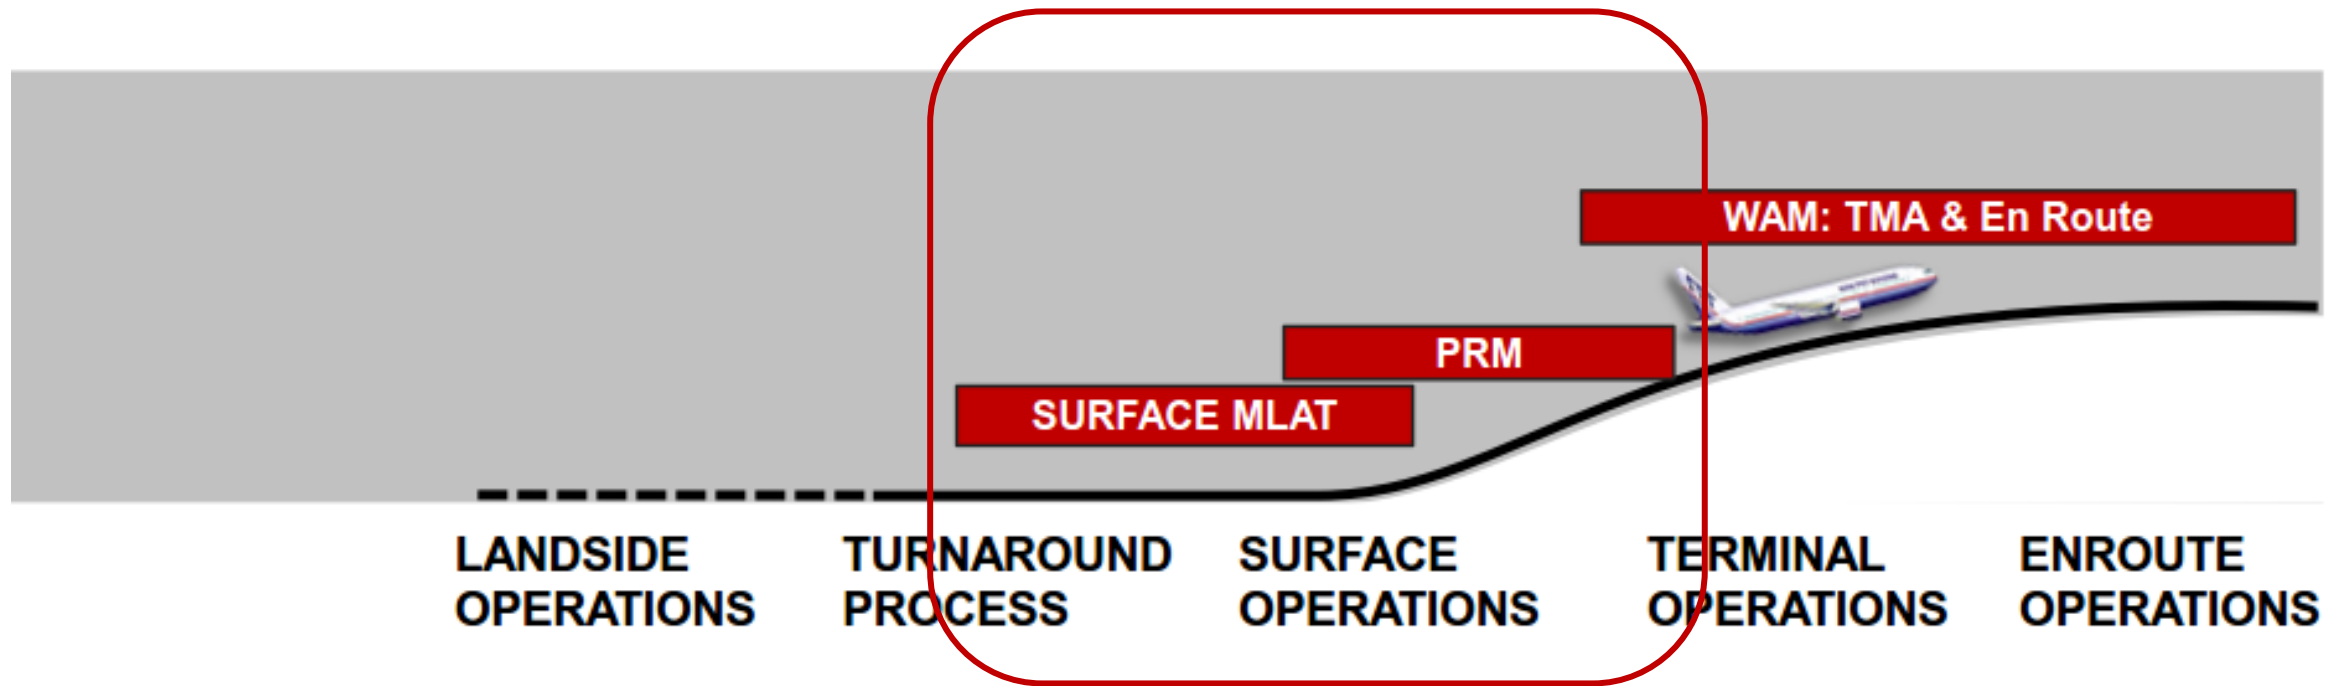 WAM: TMA & En Route
PRM
SURFACE MLAT
LANDSIDE
OPERATIONS
TURNAROUND
PROCESS
SURFACE
OPERATIONS
TERMINAL
OPERATIONS
ENROUTE
OPERATIONS